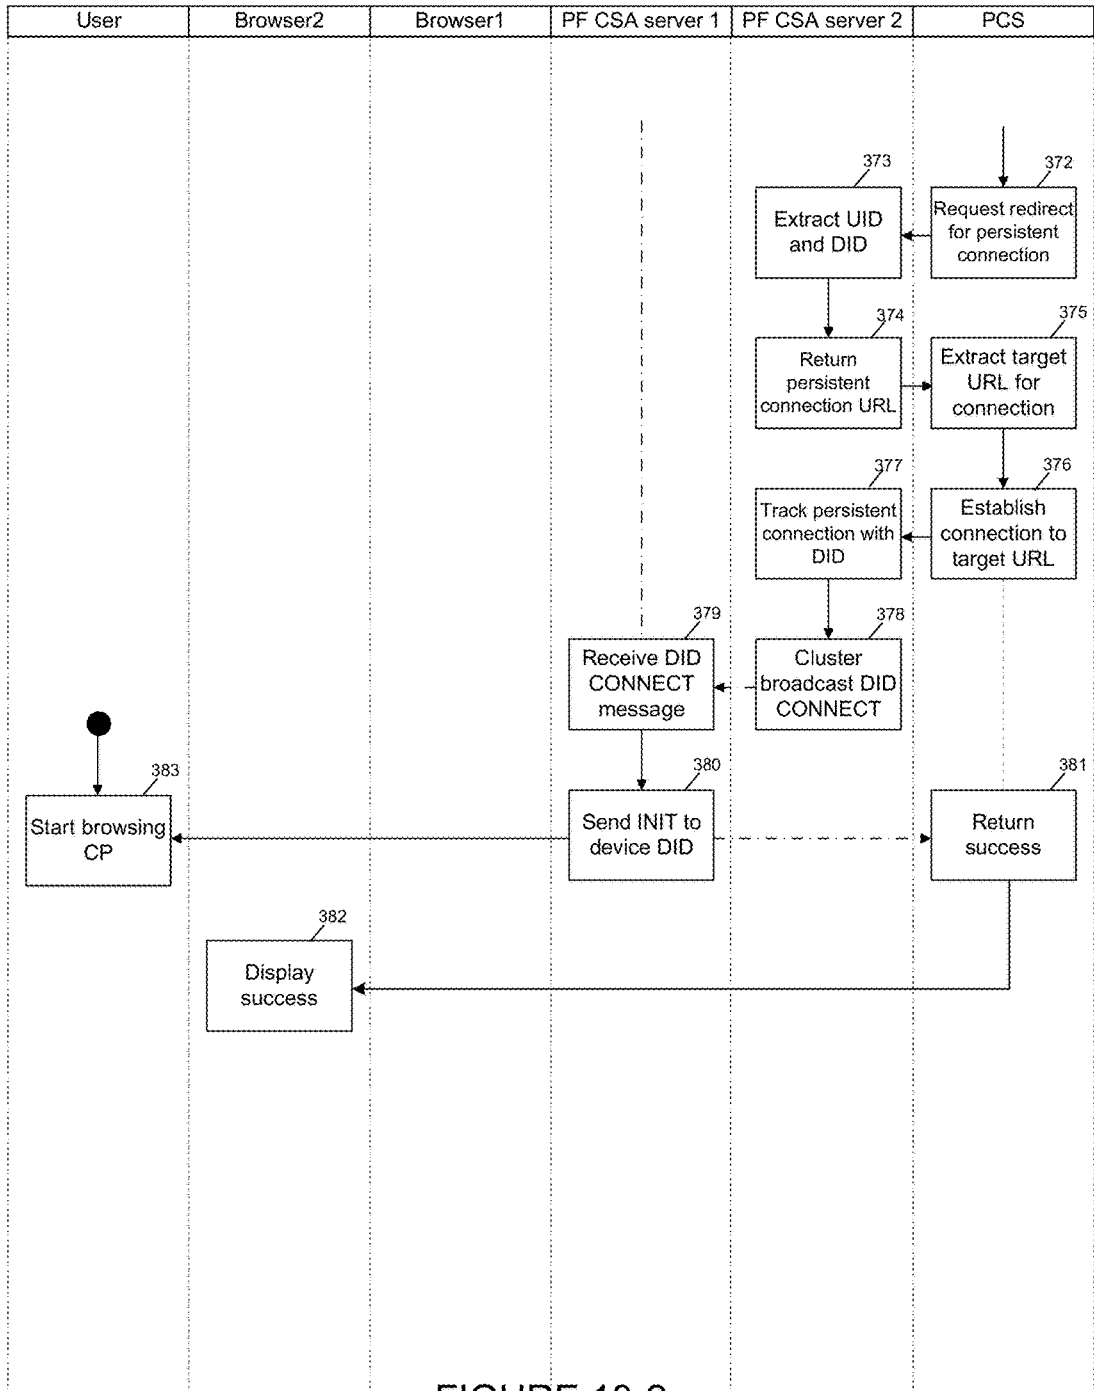 User
Browser2
Browser1
PF CSA server 1
PF CSA server 2
PCS
373
372
Extract UID
and DID
Request redirect
for persistent
connection
374
375
Return
persistent
connection URL
Extract target
URL for
connection
377
376
Track persistent
connection with
DID
Establish
connection to
target URL
379
378
Receive DID
CONNECT
message
Cluster
broadcast DID
CONNECT
383
380
381
Start browsing
CP
Send INIT to
device DID
Return
success
382
Display
success